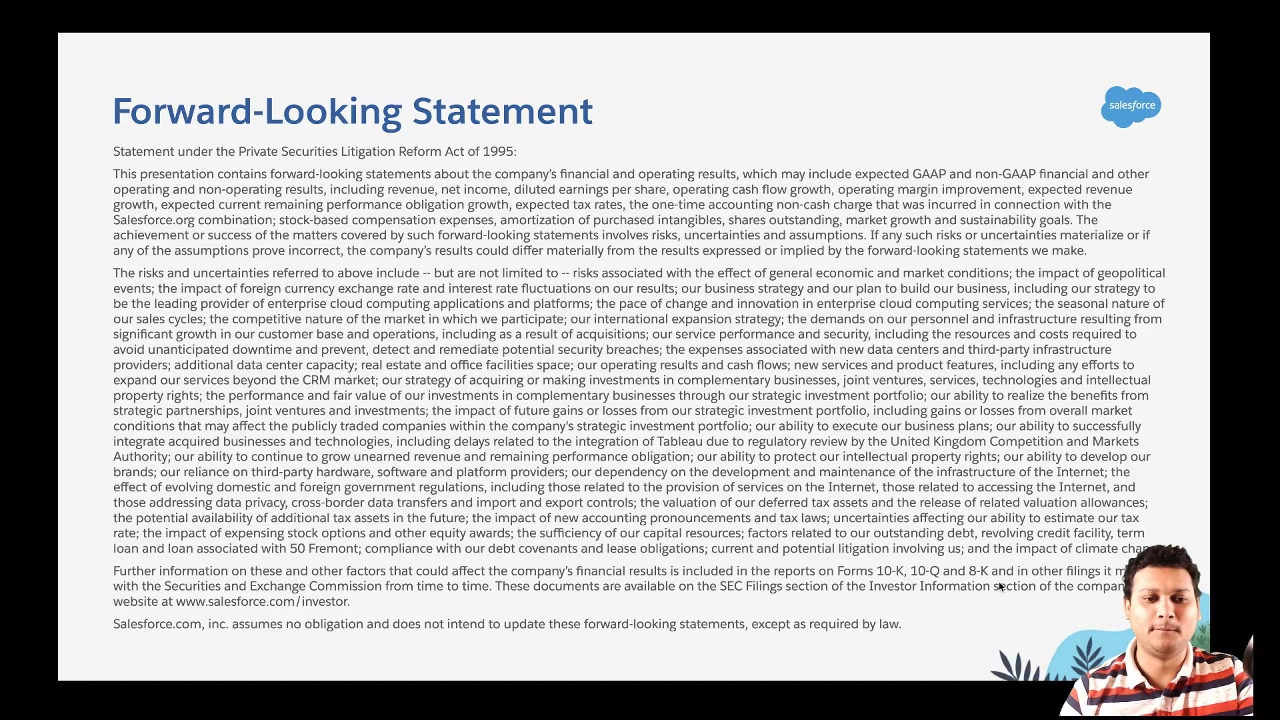 Forward-Looking Statement
salesforce
Statement under the Private Securities Litigation Reform Act of 1995:
This presentation contains forward-looking statements about the company's financial and operating results, which may include expected GAAP and non-GAAP financial and other
operating and non-operating results, including revenue, net income, diluted earnings per share, operating cash flow growth, operating margin improvement, expected revenue
growth, expected current remaining performance obligation growth, expected tax rates, the one-time accounting non-cash charge that was incurred in connection with the
Salesforce.org combination; stock-based compensation expenses, amortization of purchased intangibles, shares outstanding, market growth and sustainability goals. The
achievement or success of the matters covered by such forward-looking statements involves risks, uncertainties and assumptions. If any such risks or uncertainties materialize or if
any of the assumptions prove incorrect, the company's results could differ materially from the results expressed or implied by the forward-looking statements we make.
The risks and uncertainties referred to above include -- but are not limited to -- risks associated with the effect of general economic and market conditions; the impact of geopolitical
events; the impact of foreign currency exchange rate and interest rate fluctuations on our results; our business strategy and our plan to build our business, including our strategy to
be the leading provider of enterprise cloud computing applications and platforms; the pace of change and innovation in enterprise cloud computing services; the seasonal nature of
our sales cycles; the competitive nature of the market in which we participate; our international expansion strategy; the demands on our personnel and infrastructure resulting from
significant growth in our customer base and operations, including as a result of acquisitions; our service performance and security, including the resources and costs required to
avoid unanticipated downtime and prevent, detect and remediate potential security breaches; the expenses associated with new data centers and third-party infrastructure
providers; additional data center capacity; real estate and office facilities space; our operating results and cash flows; new services and product features, including any efforts to
expand our services beyond the CRM market; our strategy of acquiring or making investments in complementary businesses, joint ventures, services, technologies and intellectual
property rights; the performance and fair value of our investments in complementary businesses through our strategic investment portfolio; our ability to realize the benefits from
strategic partnerships, joint ventures and investments; the impact of future gains or losses from our strategic investment portfolio, including gains or losses from overall market
conditions that may affect the publicly traded companies within the company's strategic investment portfolio; our ability to execute our business plans; our ability to successfully
integrate acquired businesses and technologies, including delays related to the integration of Tableau due to regulatory review by the United Kingdom Competition and Markets
Authority; our ability to continue to grow unearned revenue and remaining performance obligation; our ability to protect our intellectual property rights; our ability to develop our
brands; our reliance on third-party hardware, software and platform providers; our dependency on the development and maintenance of the infrastructure of the Internet; the
effect of evolving domestic and foreign government regulations, including those related to the provision of services on the Internet, those related to accessing the Internet, and
those addressing data privacy, cross-border data transfers and import and export controls; the valuation of our deferred tax assets and the release of related valuation allowances;
the potential availability of additional tax assets in the future; the impact of new accounting pronouncements and tax laws; uncertainties affecting our ability to estimate our tax
rate; the impact of expensing stock options and other equity awards; the sufficiency of our capital resources; factors related to our outstanding debt, revolving credit facility, term
loan and loan associated with 50 Fremont; compliance with our debt covenants and lease obligations; current and potential litigation involving us; and the impact of climate
Further information on these and other factors that could affect the company's financial results is included in the reports on Forms 10-K, 10-Q and 8-K and in other filings it
with the Securities and Exchange Commission from time to time. These documents are available on the SEC Filings section of the Investor Information section of the
website at www.salesforce.com/investor.
Salesforce.com, inc. assumes no obligation and does not intend to update these forward-looking statements, except as required by law.